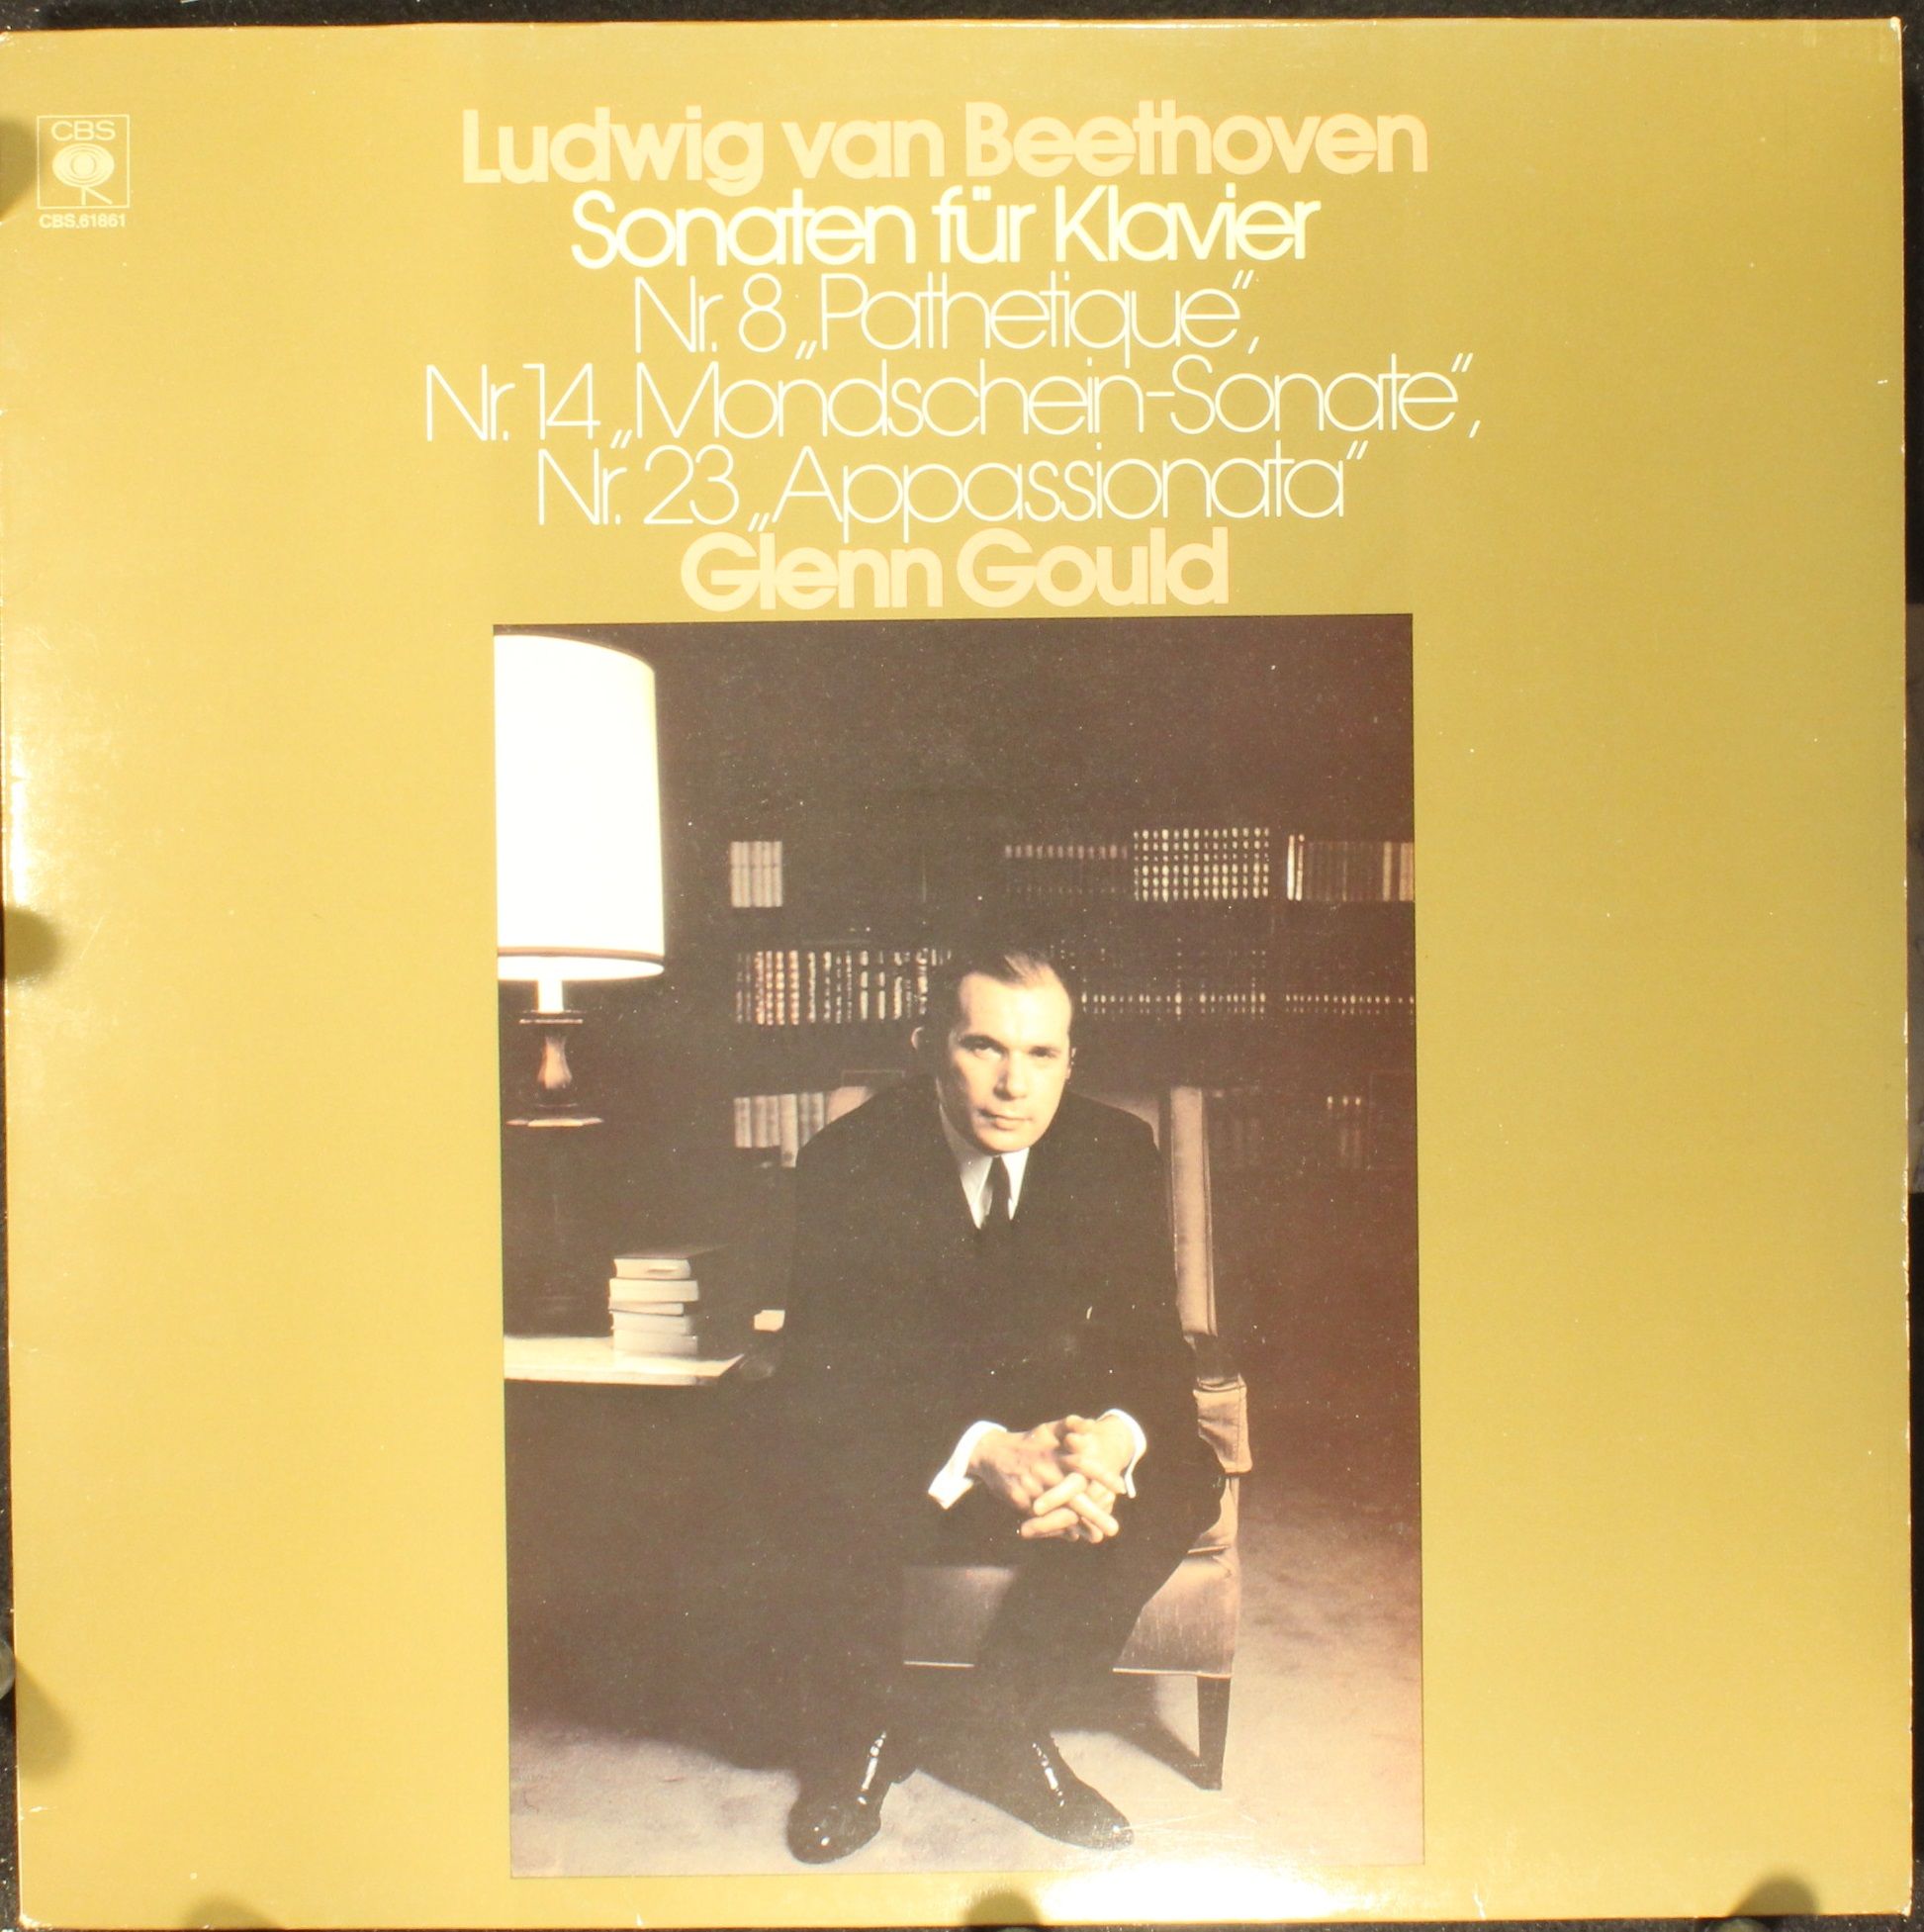 CBS
CBS.61861
Ludwig van Beethoven
Sonaten für Klavier
Nr. 8 „Pathetique“,
Nr. 14 „Mondschein-Sonate“,
Nr. 23 „Appassionata“
Glenn Gould